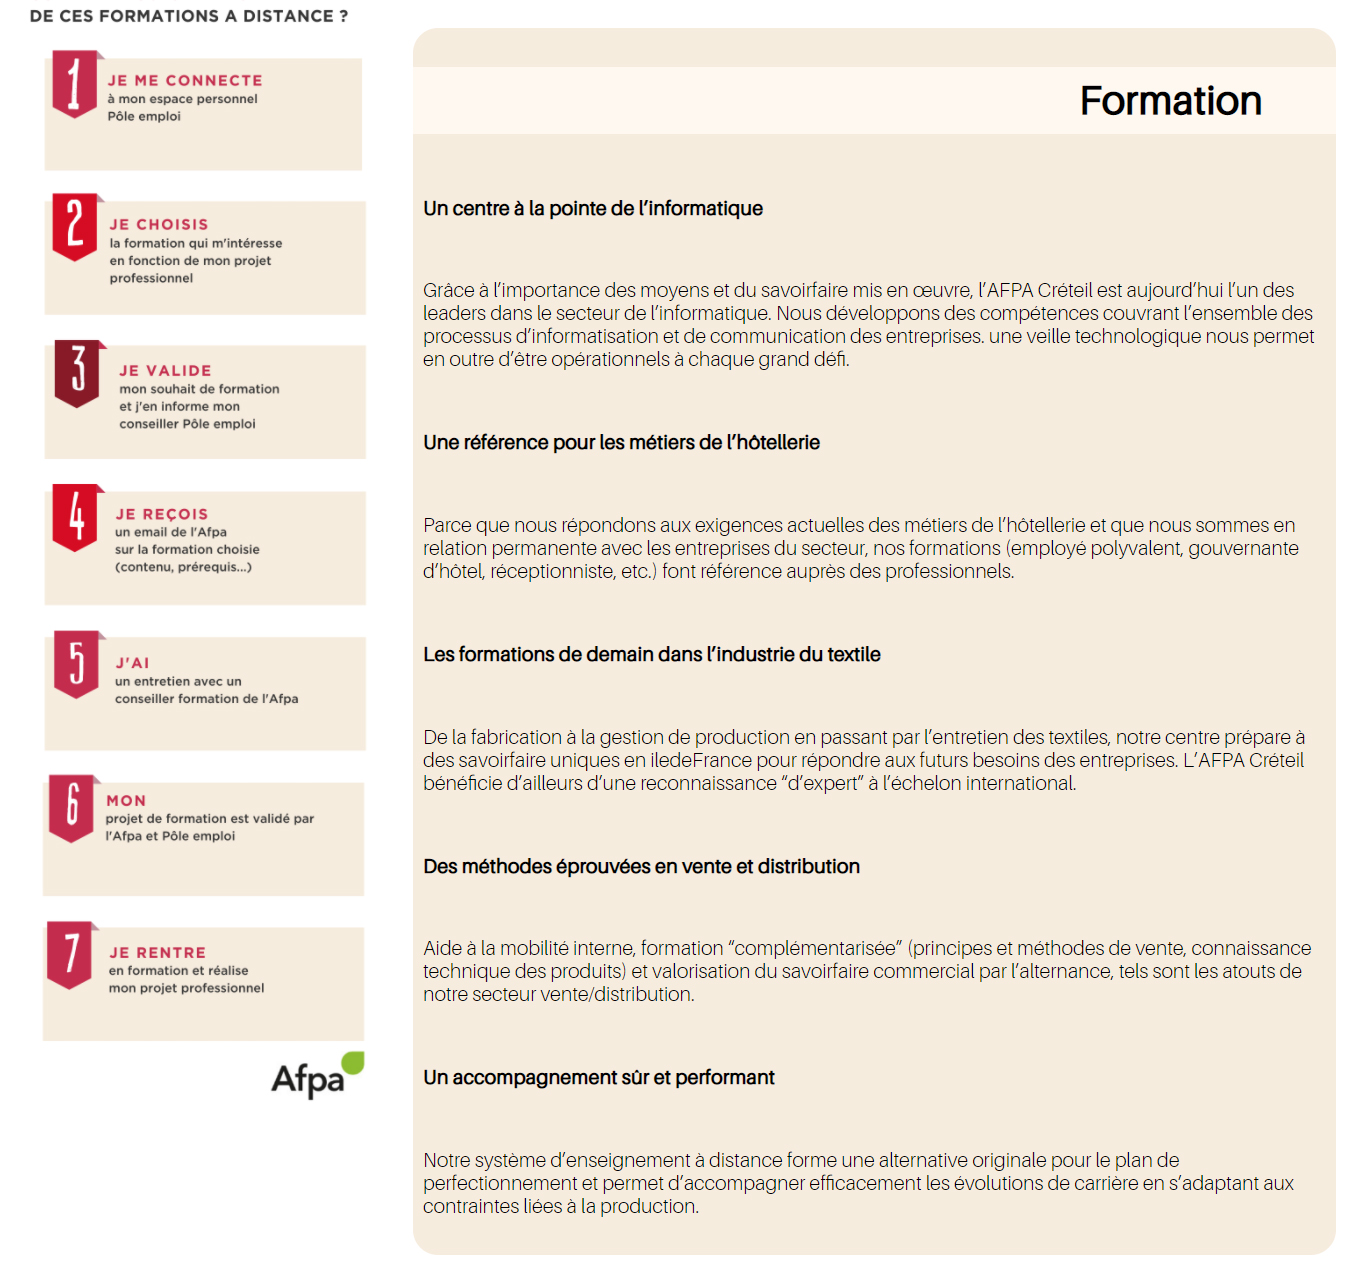 DE CES FORMATIONS A DISTANCE ?
1
JE ME CONNECTE
à mon espace personnel
Pôle emploi
2
JE CHOISIS
la formation qui m'intéresse
en fonction de mon projet
professionnel
3
JE VALIDE
mon souhait de formation
et j'en informe mon
conseiller Pôle emploi
4
JE REÇOIS
un email de l'Afpa
sur la formation choisie
(contenu, prérequis...)
5
J'AI
un entretien avec un
conseiller formation de l'Afpa
6
MON
projet de formation est validé par
l'Afpa et Pôle emploi
7
JE RENTRE
en formation et réalise
mon projet professionnel
Afpa
Formation
Un centre à la pointe de l’informatique
Grâce à l’importance des moyens et du savoirfaire mis en œuvre, l’AFPA Créteil est aujourd’hui l’un des
leaders dans le secteur de l’informatique. Nous développons des compétences couvrant l’ensemble des
processus d’informatisation et de communication des entreprises. une veille technologique nous permet
en outre d’être opérationnels à chaque grand défi.
Une référence pour les métiers de l’hôtellerie
Parce que nous répondons aux exigences actuelles des métiers de l’hôtellerie et que nous sommes en
relation permanente avec les entreprises du secteur, nos formations (employé polyvalent, gouvernante
d’hôtel, réceptionniste, etc.) font référence auprès des professionnels.
Les formations de demain dans l’industrie du textile
De la fabrication à la gestion de production en passant par l’entretien des textiles, notre centre prépare à
des savoirfaire uniques en iledeFrance pour répondre aux futurs besoins des entreprises. L’AFPA Créteil
bénéficie d’ailleurs d’une reconnaissance “d’expert” à l’échelon international.
Des méthodes éprouvées en vente et distribution
Aide à la mobilité interne, formation “complémentarisée” (principes et méthodes de vente, connaissance
technique des produits) et valorisation du savoirfaire commercial par l’alternance, tels sont les atouts de
notre secteur vente/distribution.
Un accompagnement sûr et performant
Notre système d’enseignement à distance forme une alternative originale pour le plan de
perfectionnement et permet d’accompagner efficacement les évolutions de carrière en s’adaptant aux
contraintes liées à la production.